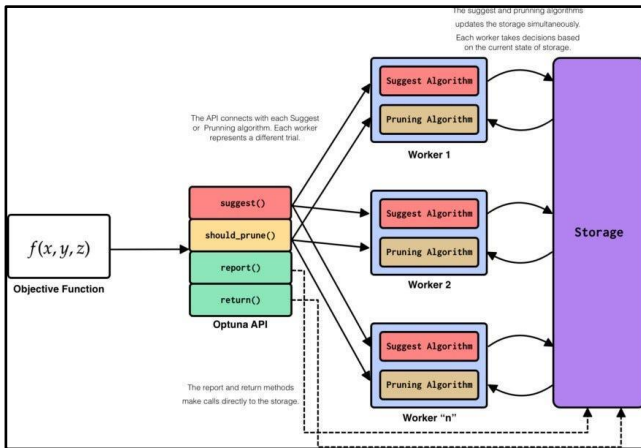 The suggest and prunning algorithms
updates the storage simultaneously.
Each worker takes decisions based
on the current state of storage.
Suggest Algorithm
Pruning Algorithm
Worker 1
The API connects with each Suggest
or Prunning algorithm. Each worker
represents a different trial.
suggest()
should_prune()
report()
return()
Optuna API
f(x, y, z)
Objective Function
Suggest Algorithm
Pruning Algorithm
Worker 2
Storage
Suggest Algorithm
Pruning Algorithm
Worker "n"
The report and return methods
make calls directly to the storage.